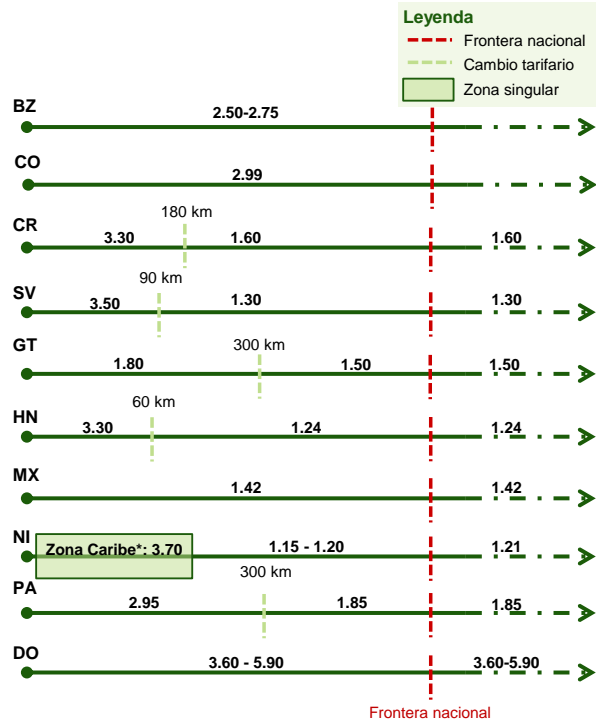 Leyenda
Frontera nacional
Cambio tarifario
Zona singular
BZ
2.50-2.75
CO
2.99
180 km
CR
3.30 1.60 1.60
90 km
SV
3.50 1.30 1.30
GT
300 km
1.80 1.50 1.50
60 km
HN
3.30 1.24 1.24
MX
1.42 1.42
NI
Zona Caribe*: 3.70 1.15 - 1.20 1.21
300 km
PA
2.95 1.85 1.85
DO
3.60 - 5.90 3.60-5.90
Frontera nacional